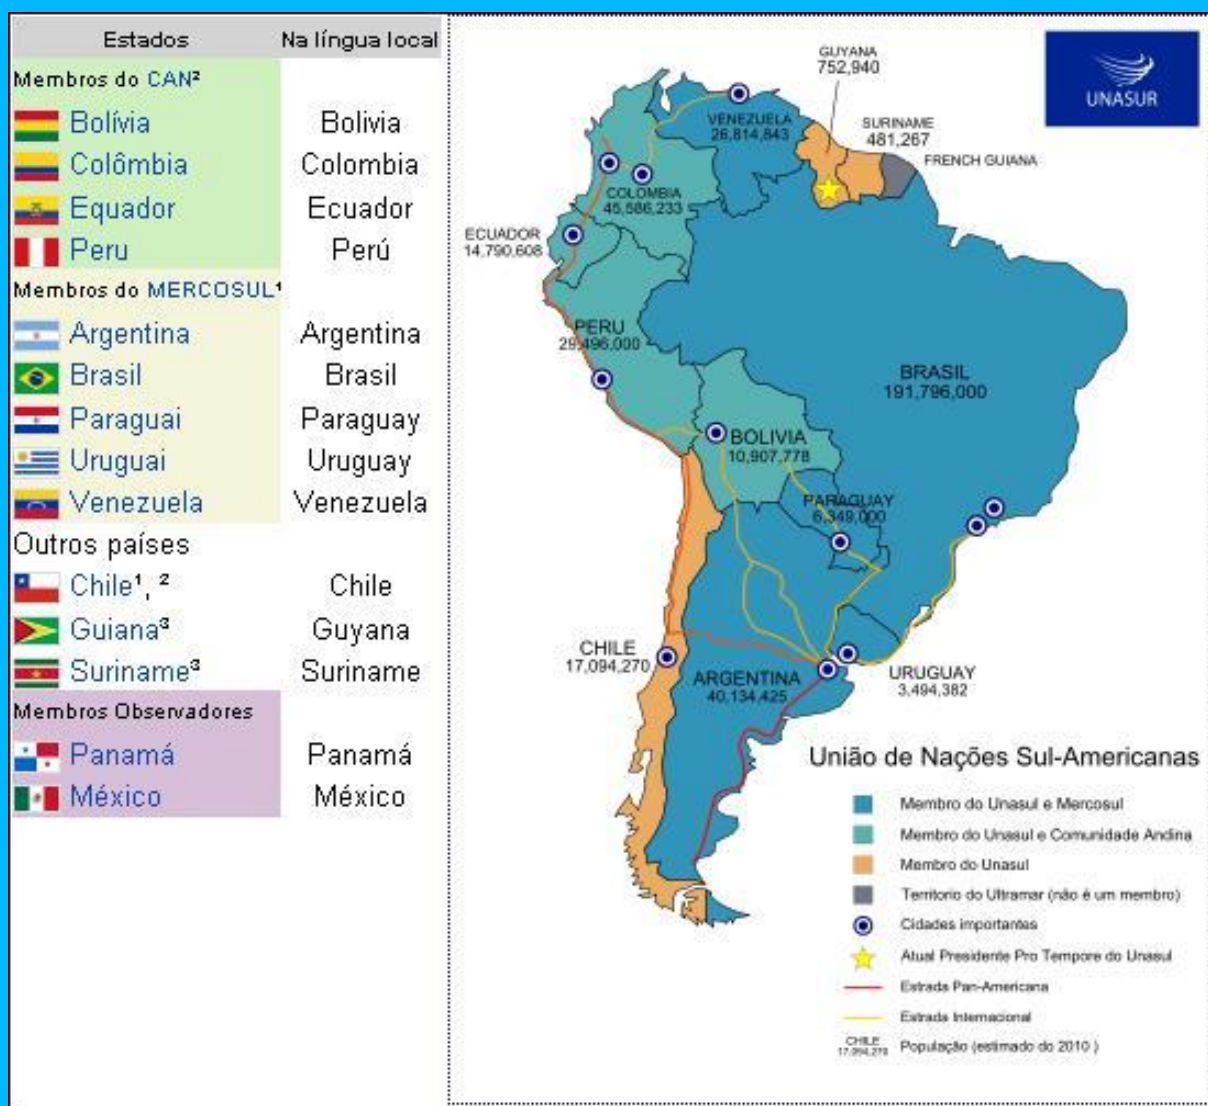 Estados Na língua local
Membros do CAN²
Bolívia Bolivia
Colômbia Colombia
Equador Ecuador
Peru Perú
Membros do MERCOSUL¹
Argentina Argentina
Brasil Brasil
Paraguai Paraguay
Uruguai Uruguay
Venezuela Venezuela
Outros países
Chile¹, ² Chile
Guiana³ Guyana
Suriname³ Suriname
Membros Observadores
Panamá Panamá
México México
GUYANA
752,940
UNASUR
VENEZUELA
26,814,843
SURINAME
481,267
FRENCH GUIANA
COLOMBIA
45,586,233
ECUADOR
14,790,608
PERU
29,496,000
BRASIL
191,796,000
BOLIVIA
10,907,778
PARAGUAY
6,349,000
CHILE
17,094,270
ARGENTINA
40,134,425
URUGUAY
3,494,382
União de Nações Sul-Americanas
Membro do Unasul e Mercosul
Membro do Unasul e Comunidade Andina
Membro do Unasul
Territorio do Ultramar (não é um membro)
Cidades importantes
Atual Presidente Pro Tempore do Unasul
Estrada Pan-Americana
Estrada Internacional
CHILE
17,094,270
População (estimado do 2010 )